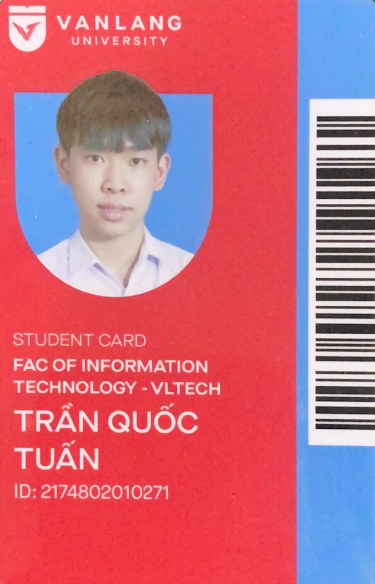 VANLANG
UNIVERSITY
STUDENT CARD
FAC OF INFORMATION
TECHNOLOGY - VLTECH
TRẦN QUỐC
TUẤN
ID: 2174802010271